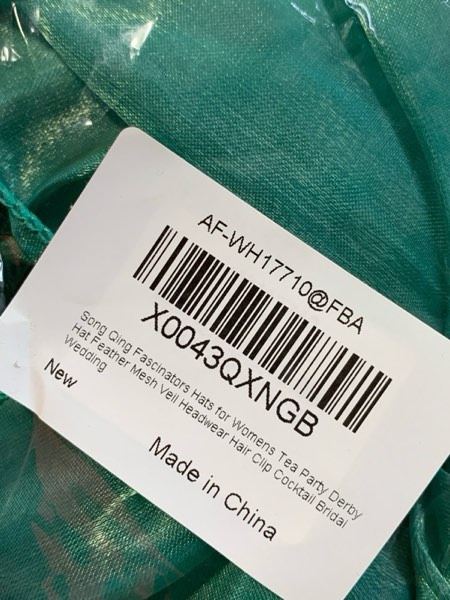 AF-WH17710@FBA
X0043QXNGB
Song Qing Fascinators Hats for Womens Tea Party Derby
Hat Feather Mesh Veil Headwear Hair Clip Cocktail Bridal
Wedding
New
Made in China